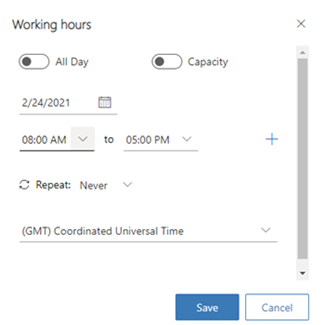 Working hours
All Day Capacity
2/24/2021
08:00 AM to 05:00 PM
Repeat: Never
(GMT) Coordinated Universal Time
Save Cancel